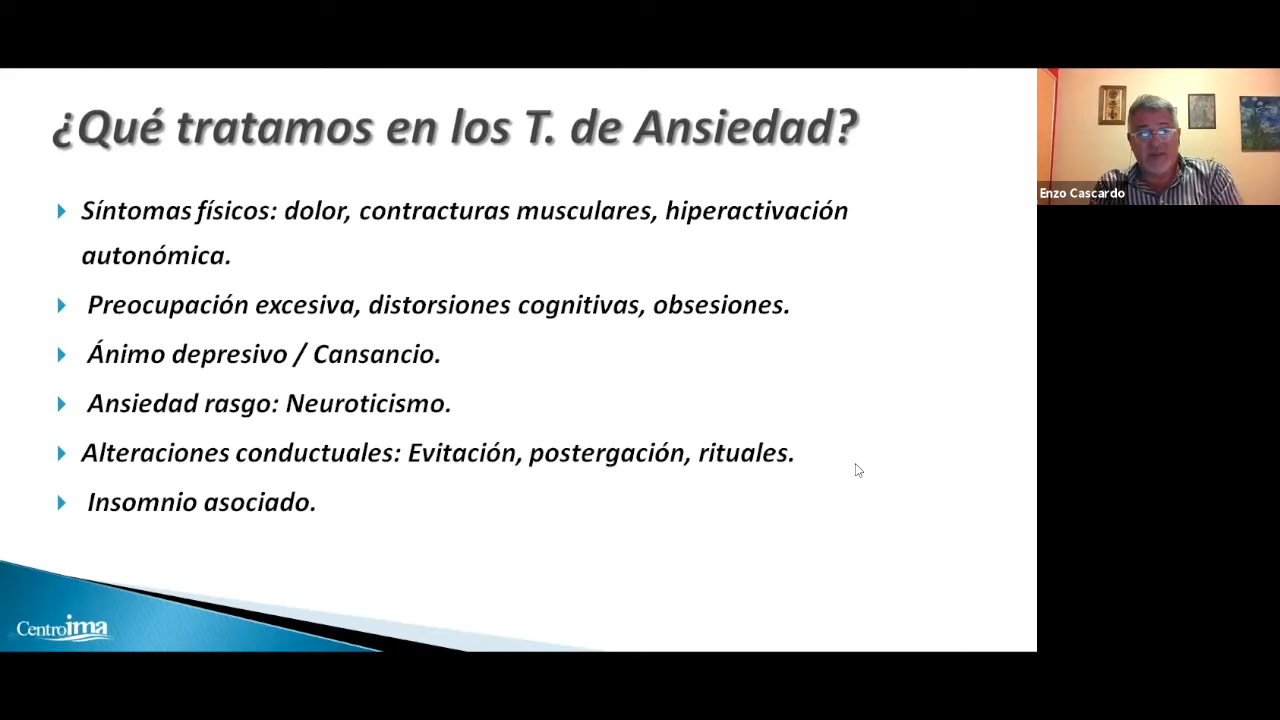 ¿Qué tratamos en los T. de Ansiedad?
Síntomas físicos: dolor, contracturas musculares, hiperactivación
autonómica.
Preocupación excesiva, distorsiones cognitivas, obsesiones.
Ánimo depresivo / Cansancio.
Ansiedad rasgo: Neuroticismo.
Alteraciones conductuales: Evitación, postergación, rituales.
Insomnio asociado.
Centroima
Enzo Cascardo